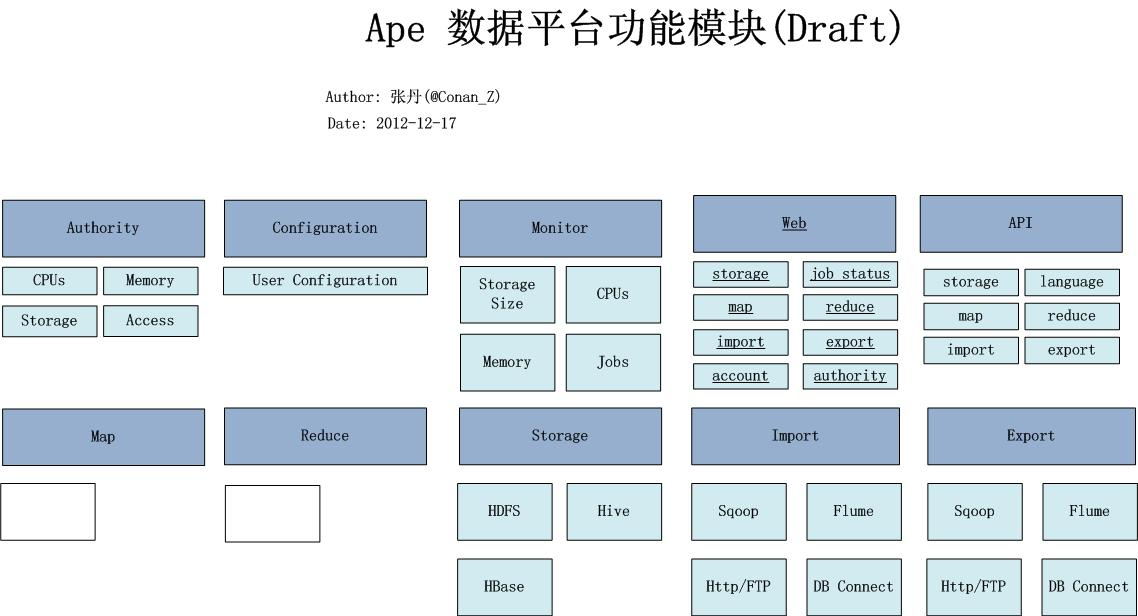 Ape 数据平台功能模块(Draft)
Author: 张丹(@Conan_Z)
Date: 2012-12-17
Authority
Configuration
Monitor
Web
API
CPUs
Memory
Storage
Access
User Configuration
Storage
Size
CPUs
Memory
Jobs
storage
job status
map
reduce
import
export
account
authority
storage
language
map
reduce
import
export
Map
Reduce
Storage
Import
Export
HDFS
Hive
HBase
Sqoop
Flume
Http/FTP
DB Connect
Sqoop
Flume
Http/FTP
DB Connect